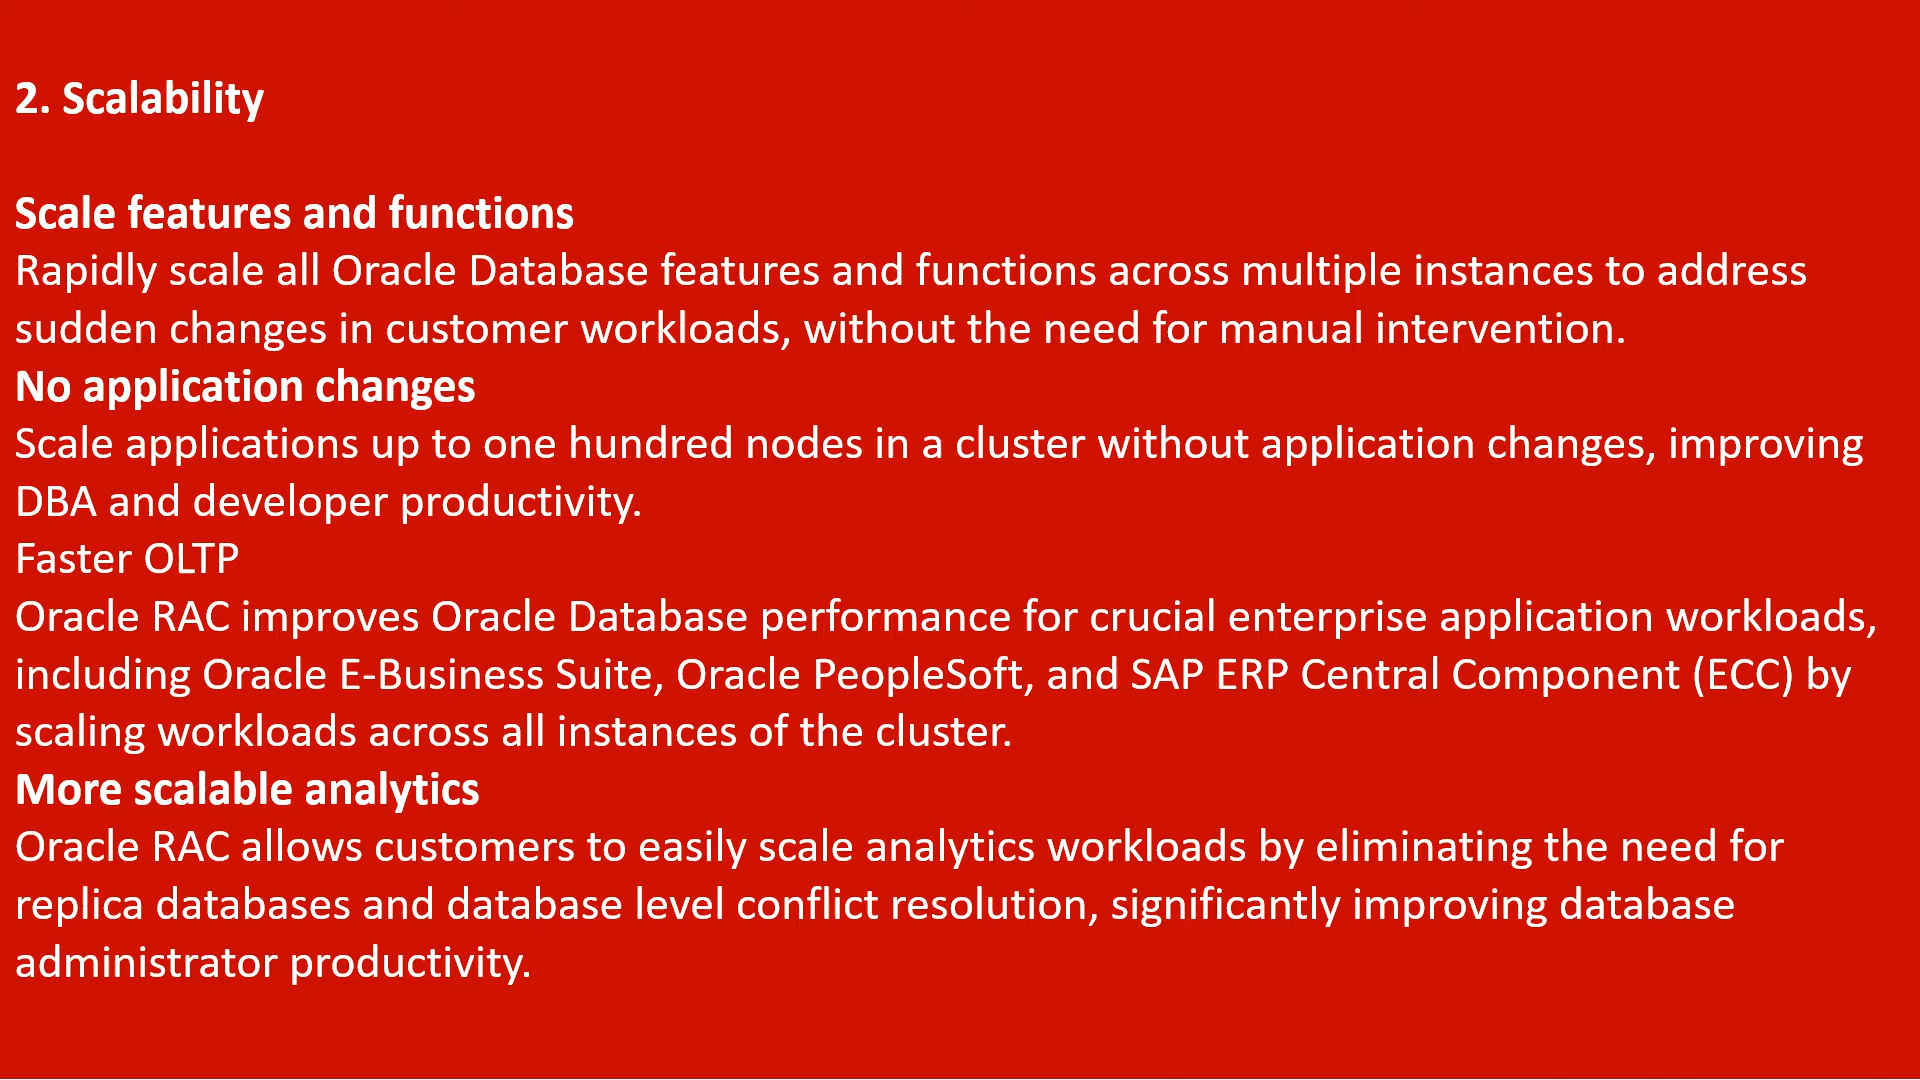 2. Scalability
Scale features and functions
Rapidly scale all Oracle Database features and functions across multiple instances to address
sudden changes in customer workloads, without the need for manual intervention.
No application changes
Scale applications up to one hundred nodes in a cluster without application changes, improving
DBA and developer productivity.
Faster OLTP
Oracle RAC improves Oracle Database performance for crucial enterprise application workloads,
including Oracle E-Business Suite, Oracle PeopleSoft, and SAP ERP Central Component (ECC) by
scaling workloads across all instances of the cluster.
More scalable analytics
Oracle RAC allows customers to easily scale analytics workloads by eliminating the need for
replica databases and database level conflict resolution, significantly improving database
administrator productivity.